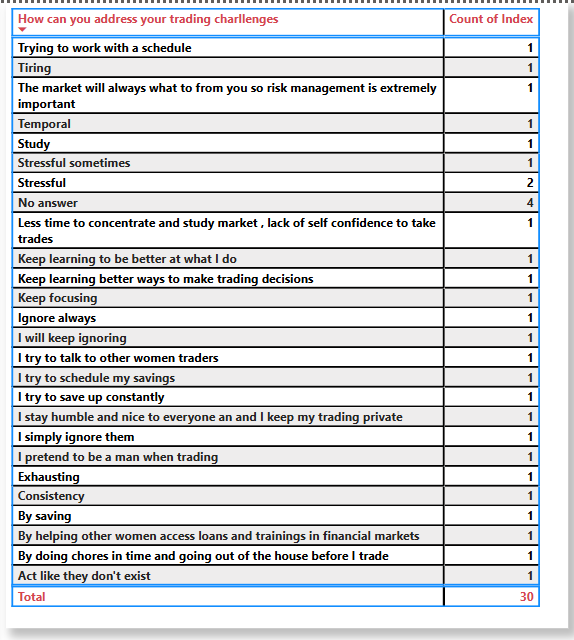 How can you address your trading charllenges Count of Index
Trying to work with a schedule 1
Tiring 1
The market will always what to from you so risk management is extremely 1
important
Temporal 1
Study 1
Stressful sometimes 1
Stressful 2
No answer 4
Less time to concentrate and study market , lack of self confidence to take 1
trades
Keep learning to be better at what I do 1
Keep learning better ways to make trading decisions 1
Keep focusing 1
Ignore always 1
I will keep ignoring 1
I try to talk to other women traders 1
I try to schedule my savings 1
I try to save up constantly 1
I stay humble and nice to everyone an and I keep my trading private 1
I simply ignore them 1
I pretend to be a man when trading 1
Exhausting 1
Consistency 1
By saving 1
By helping other women access loans and trainings in financial markets 1
By doing chores in time and going out of the house before I trade 1
Act like they don't exist 1
Total 30